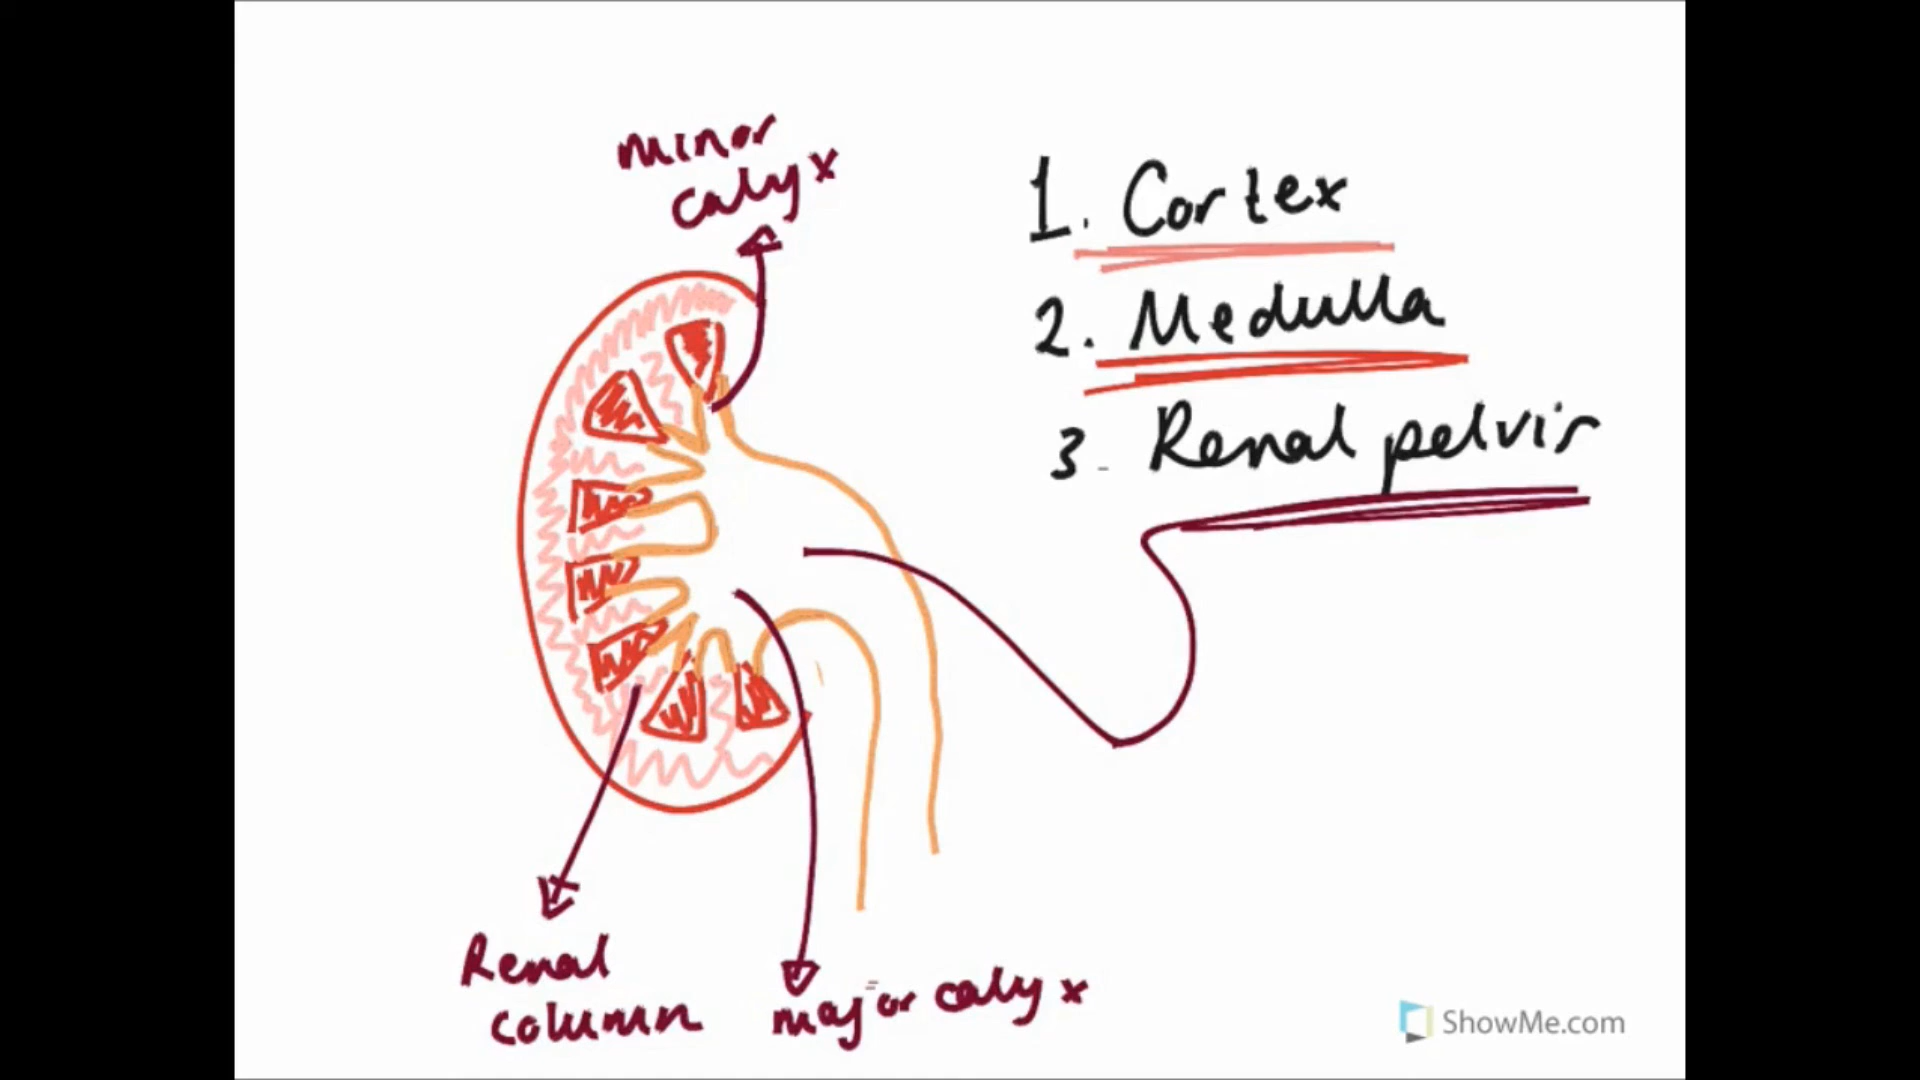 minor
calyx
1. Cortex
2. Medulla
3. Renal pelvis
Renal
column
major calyx
ShowMe.com